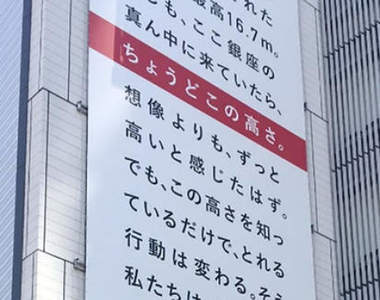 れた
最高16.7m。
も、ここ銀座の
真ん中に来ていたら、
ちょうどこの高さ。
想像よりも、ずっと
高いと感じたはず。
でも、この高さを知っ
ているだけで、とれる
行動は変わる。そう
私たちは